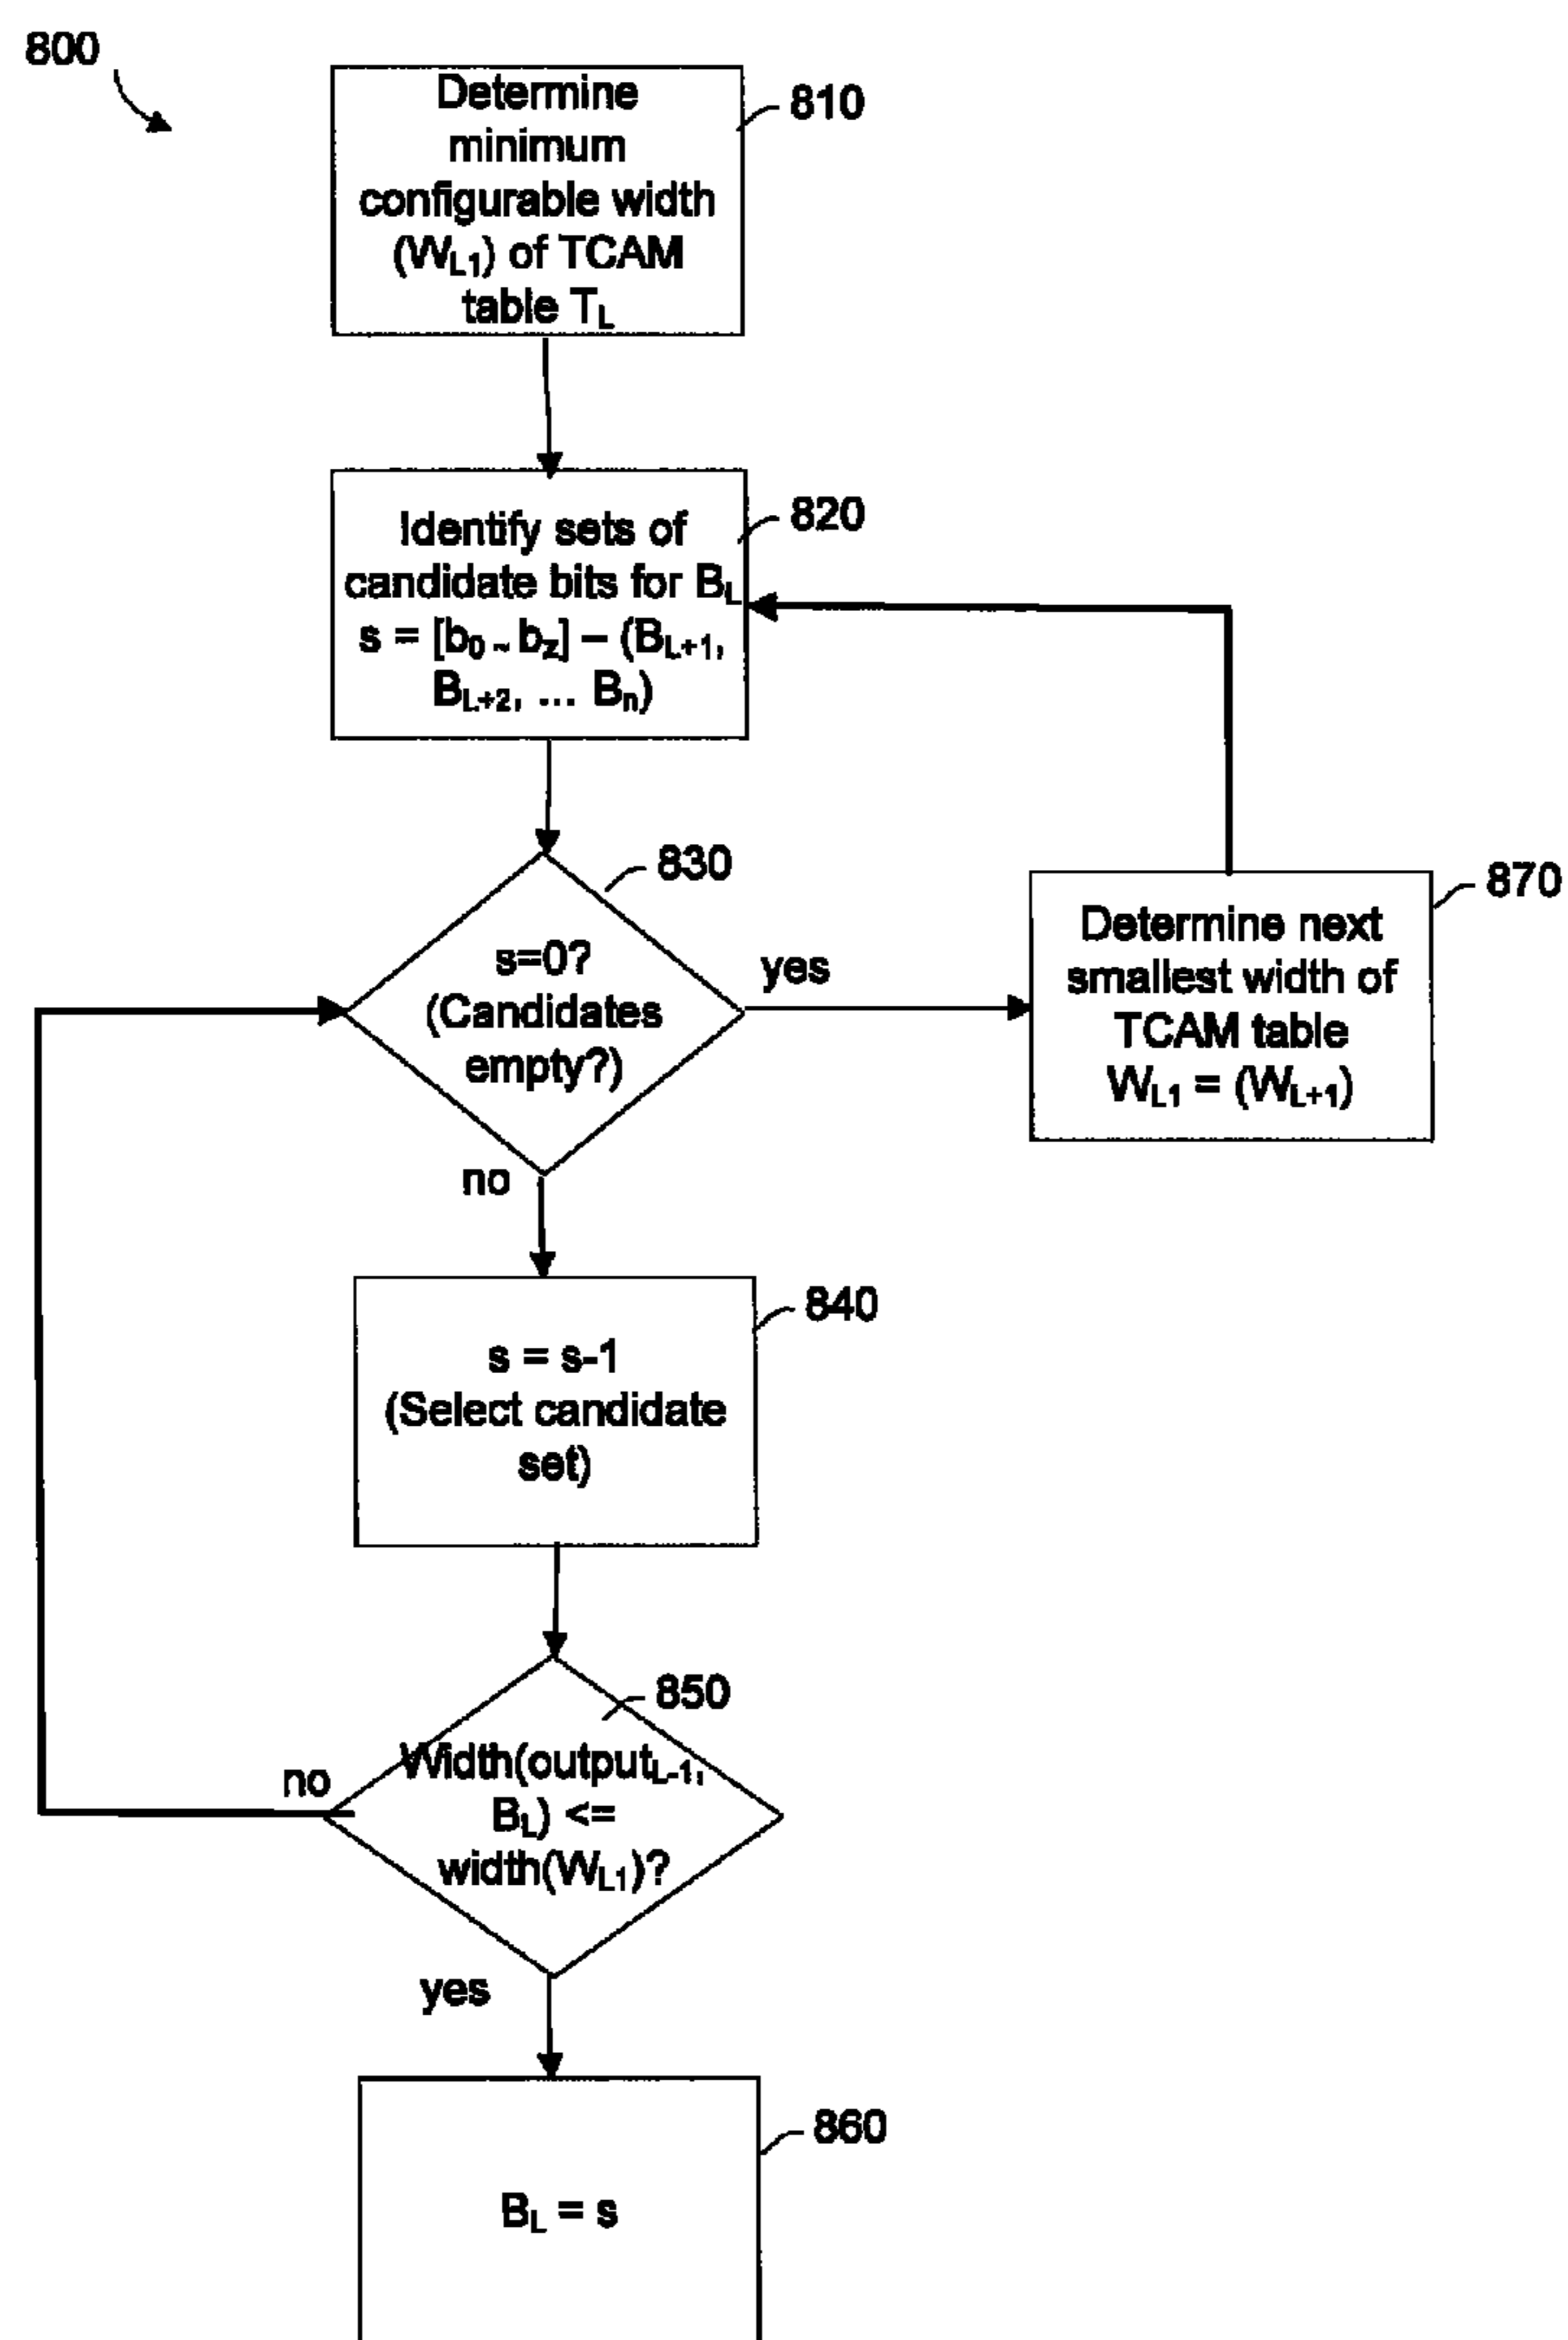 800
Determine
minimum
configurable width
(W_L1) of TCAM
table T_L
810
Identify sets of
candidate bits for B_L
s = [b_0 .. b_z] – (B_L+1,
B_L+2, ... B_n)
820
s=0?
(Candidates
empty?)
830
yes
Determine next
smallest width of
TCAM table
W_L1 = (W_L+1)
870
no
s = s-1
(Select candidate
set)
840
Width(output_L-1,
B_L) <=
width(W_L1)?
850
no
yes
B_L = s
860